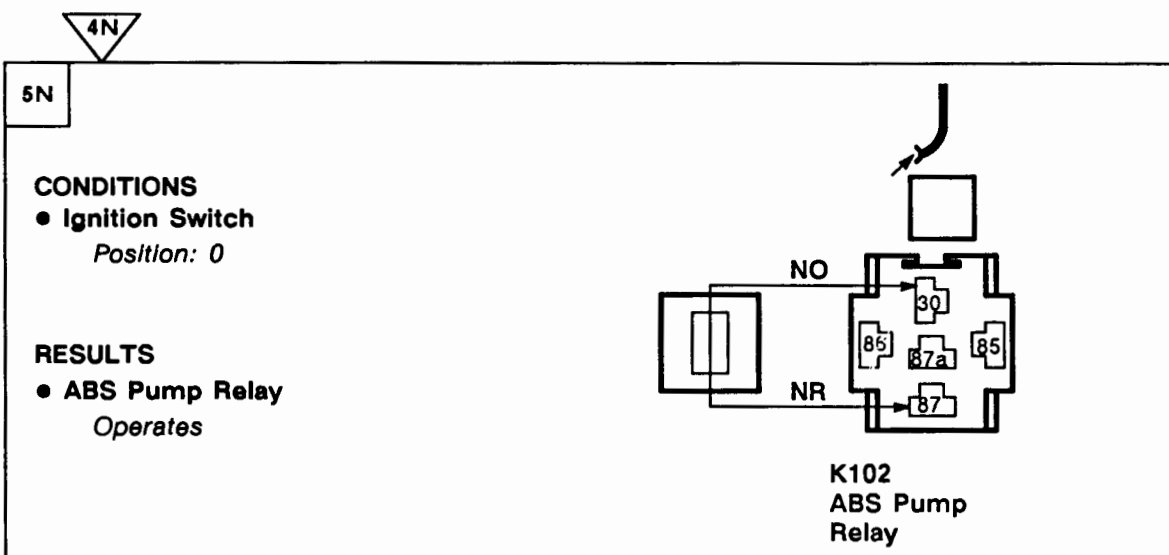 4N
5N
CONDITIONS
● Ignition Switch
Position: 0
RESULTS
● ABS Pump Relay
Operates
NO
30
86
87a
85
NR
87
K102
ABS Pump
Relay